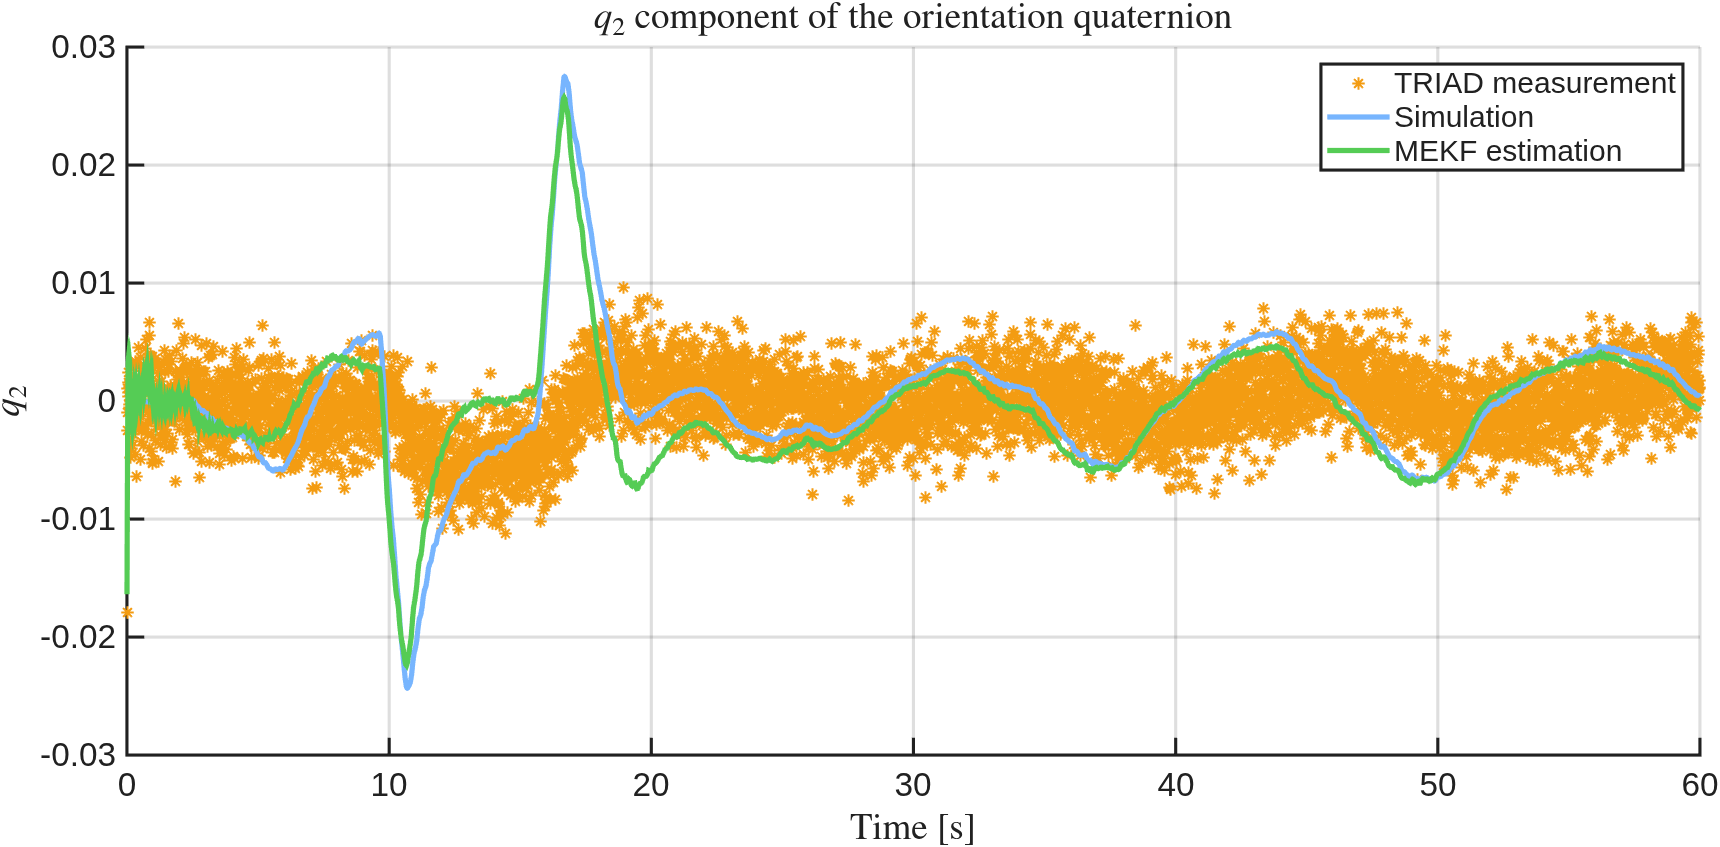 q2 component of the orientation quaternion
0.03
0.02
0.01
0
-0.01
-0.02
-0.03
q2
TRIAD measurement
Simulation
MEKF estimation
0 10 20 30 40 50 60
Time [s]